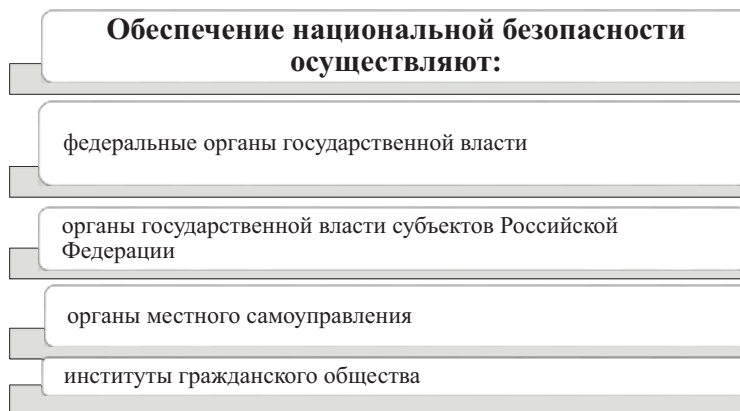 Обеспечение национальной безопасности
осуществляют:
федеральные органы государственной власти
органы государственной власти субъектов Российской
Федерации
органы местного самоуправления
институты гражданского общества